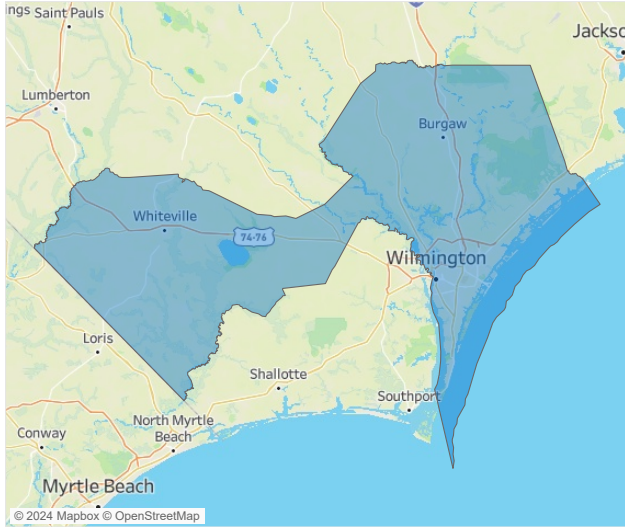 ngs
Saint Pauls
Jackso
Lumberton
Burgaw
Whiteville
74-76
Wilmington
Loris
Shallotte
Southport
North Myrtle
Beach
Conway
Myrtle Beach
© 2024 Mapbox © OpenStreetMap